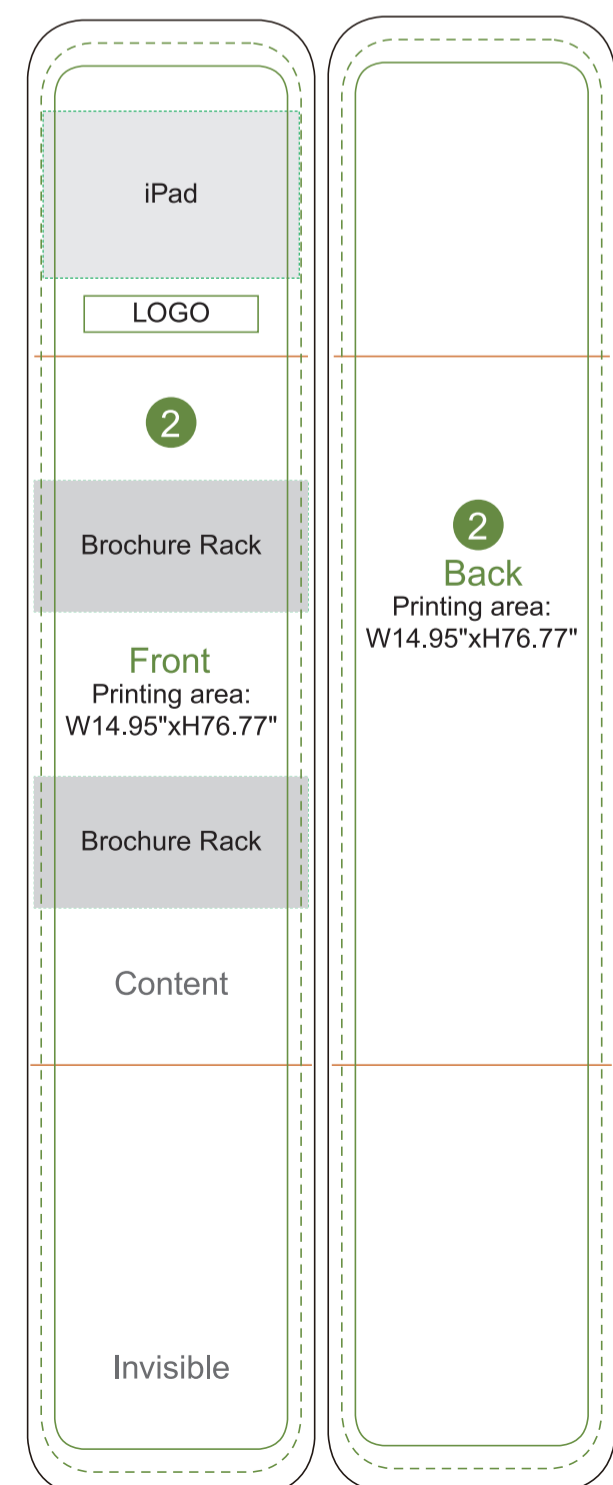 iPad
LOGO
2
Brochure Rack
Front
Printing area:
W14.95"xH76.77"
Brochure Rack
Content
Invisible
2
Back
Printing area:
W14.95"xH76.77"